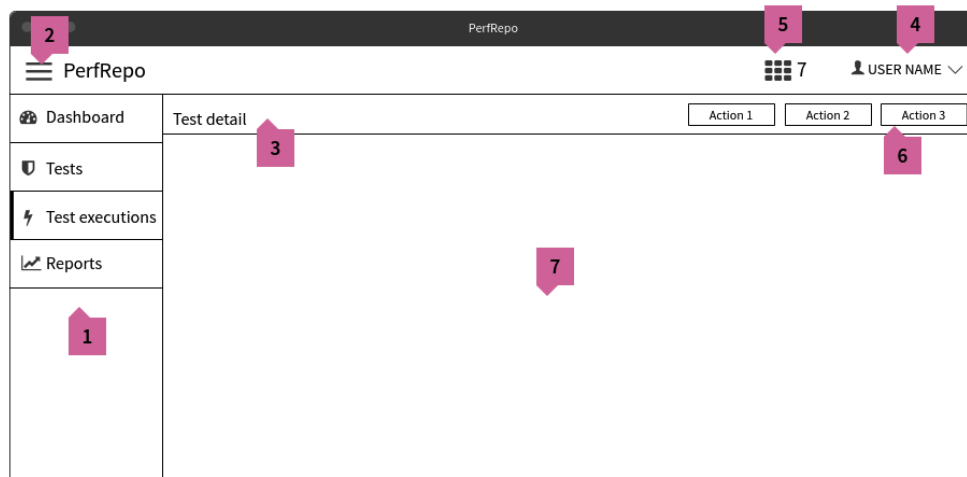 PerfRepo
2
5
4
PerfRepo
7
USER NAME
Dashboard
Test detail
Action 1
Action 2
Action 3
3
6
Tests
Test executions
Reports
7
1